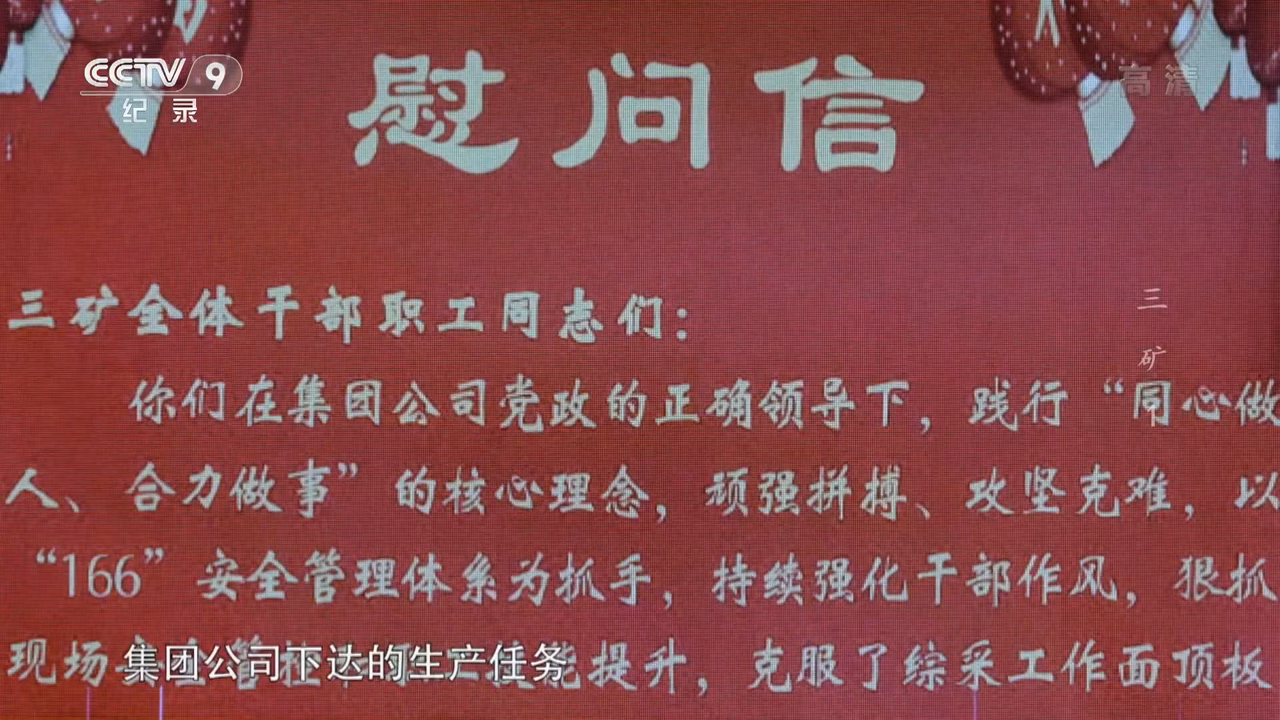 CCTV 9
纪录
高清
慰问信
三矿全体干部职工同志们：
三矿
你们在集团公司党政的正确领导下，践行“同心做
人、合力做事”的核心理念，顽强拼搏、攻坚克难，以
“166”安全管理体系为抓手，持续强化干部作风，狠抓
现场 提升，克服了综采工作面顶板
集团公司下达的生产任务